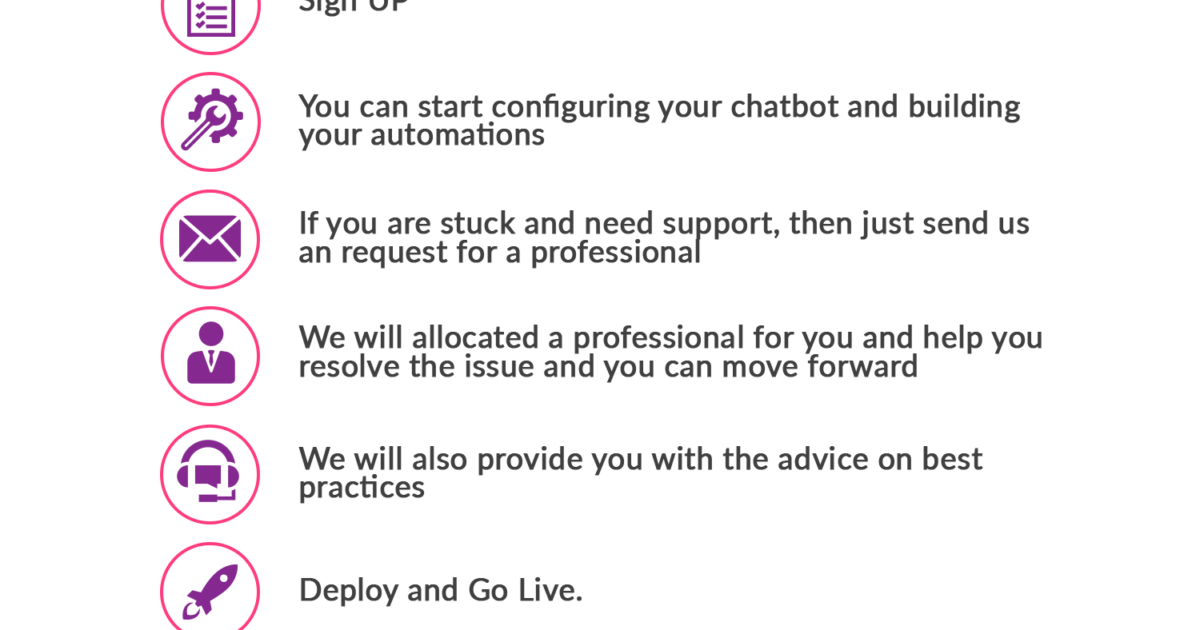 Sign UP
You can start configuring your chatbot and building
your automations
If you are stuck and need support, then just send us
an request for a professional
We will allocated a professional for you and help you
resolve the issue and you can move forward
We will also provide you with the advice on best
practices
Deploy and Go Live.